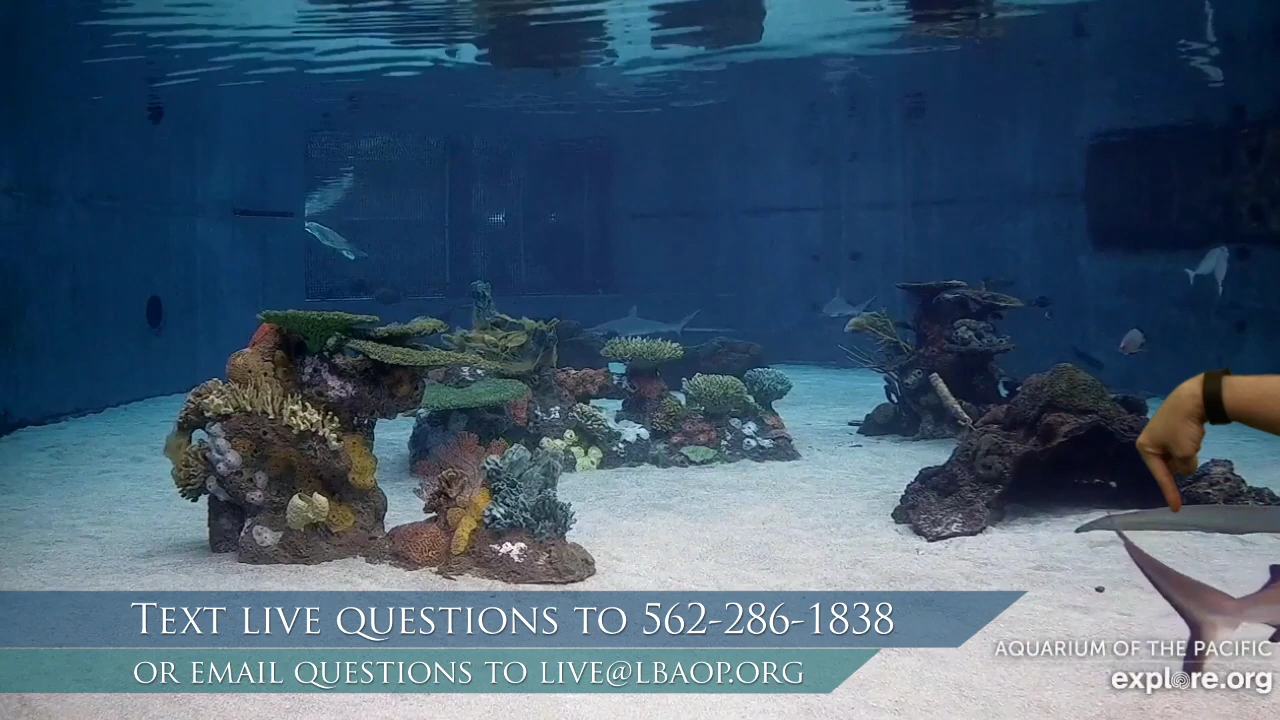 Text live questions to 562-286-1838
or email questions to live@lbaop.org
AQUARIUM OF THE PACIFIC
explore.org